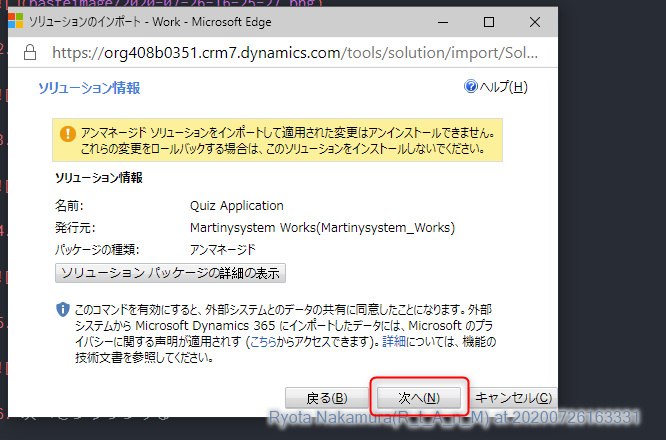 ソリューションのインポート - Work - Microsoft Edge
https://org408b0351.crm7.dynamics.com/tools/solution/import/Sol...
ソリューション情報
ヘルプ(H)
アンマネージド ソリューションをインポートして適用された変更はアンインストールできません。
これらの変更をロールバックする場合は、このソリューションをインストールしないでください。
ソリューション情報
名前: Quiz Application
発行元: Martinysystem Works(Martinysystem_Works)
パッケージの種類: アンマネージド
ソリューション パッケージの詳細の表示
このコマンドを有効にすると、外部システムとのデータの共有に同意したことになります。外部
システムから Microsoft Dynamics 365 にインポートしたデータには、Microsoft のプラ
イバシーに関する声明が適用されます (こちらからアクセスできます)。詳細については、機能の
技術文書を参照してください。
戻る(B) 次へ(N) キャンセル(C)
Ryota Nakamura(R_t_A_n_M) at 20200726163331